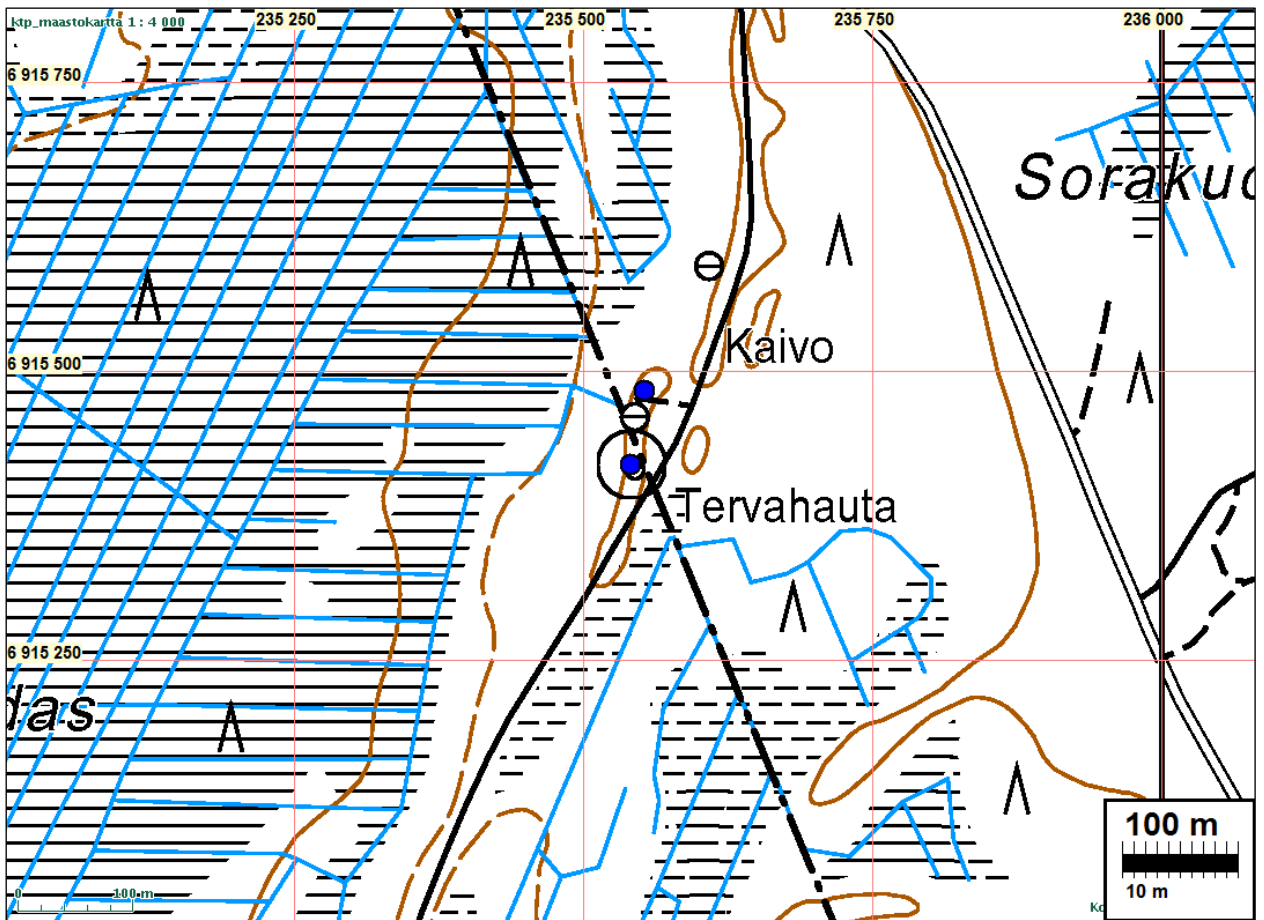 ktp_maastokartta 1 : 4 000
235 250
235 500
235 750
236 000
6 915 750
Sorakuo
Kaivo
6 915 500
Tervahauta
6 915 250
das
100 m
10 m
0 100 m
Ko